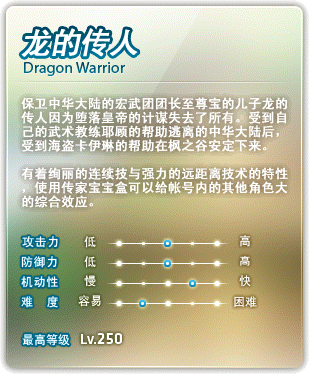 龙的传人
Dragon Warrior
保卫中华大陆的宏武团团长至尊宝的儿子龙的
传人因为堕落皇帝的计谋失去了所有。受到自
己的武术教练耶顾的帮助逃离的中华大陆后，
受到海盗卡伊琳的帮助在枫之谷安定下来。
有着绚丽的连续技与强力的远距离技术的特性
，使用传家宝宝盒可以给帐号内的其他角色大
的综合效应。
攻击力 低 高
防御力 低 高
机动性 慢 快
难 度 容易 困难
最高等级 Lv.250